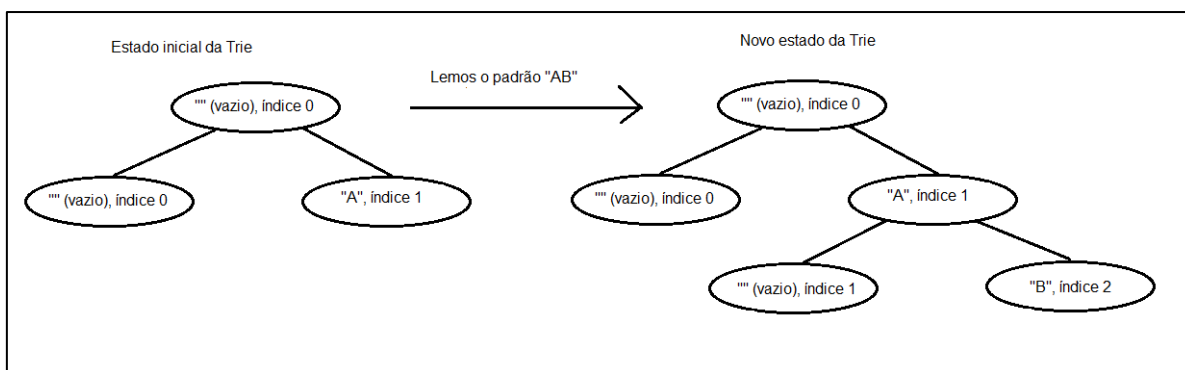 Estado inicial da Trie
Novo estado da Trie
Lemos o padrão "AB"
"" (vazio), índice 0
"" (vazio), índice 0
"" (vazio), índice 0
"A", índice 1
"" (vazio), índice 0
"A", índice 1
"" (vazio), índice 1
"B", índice 2